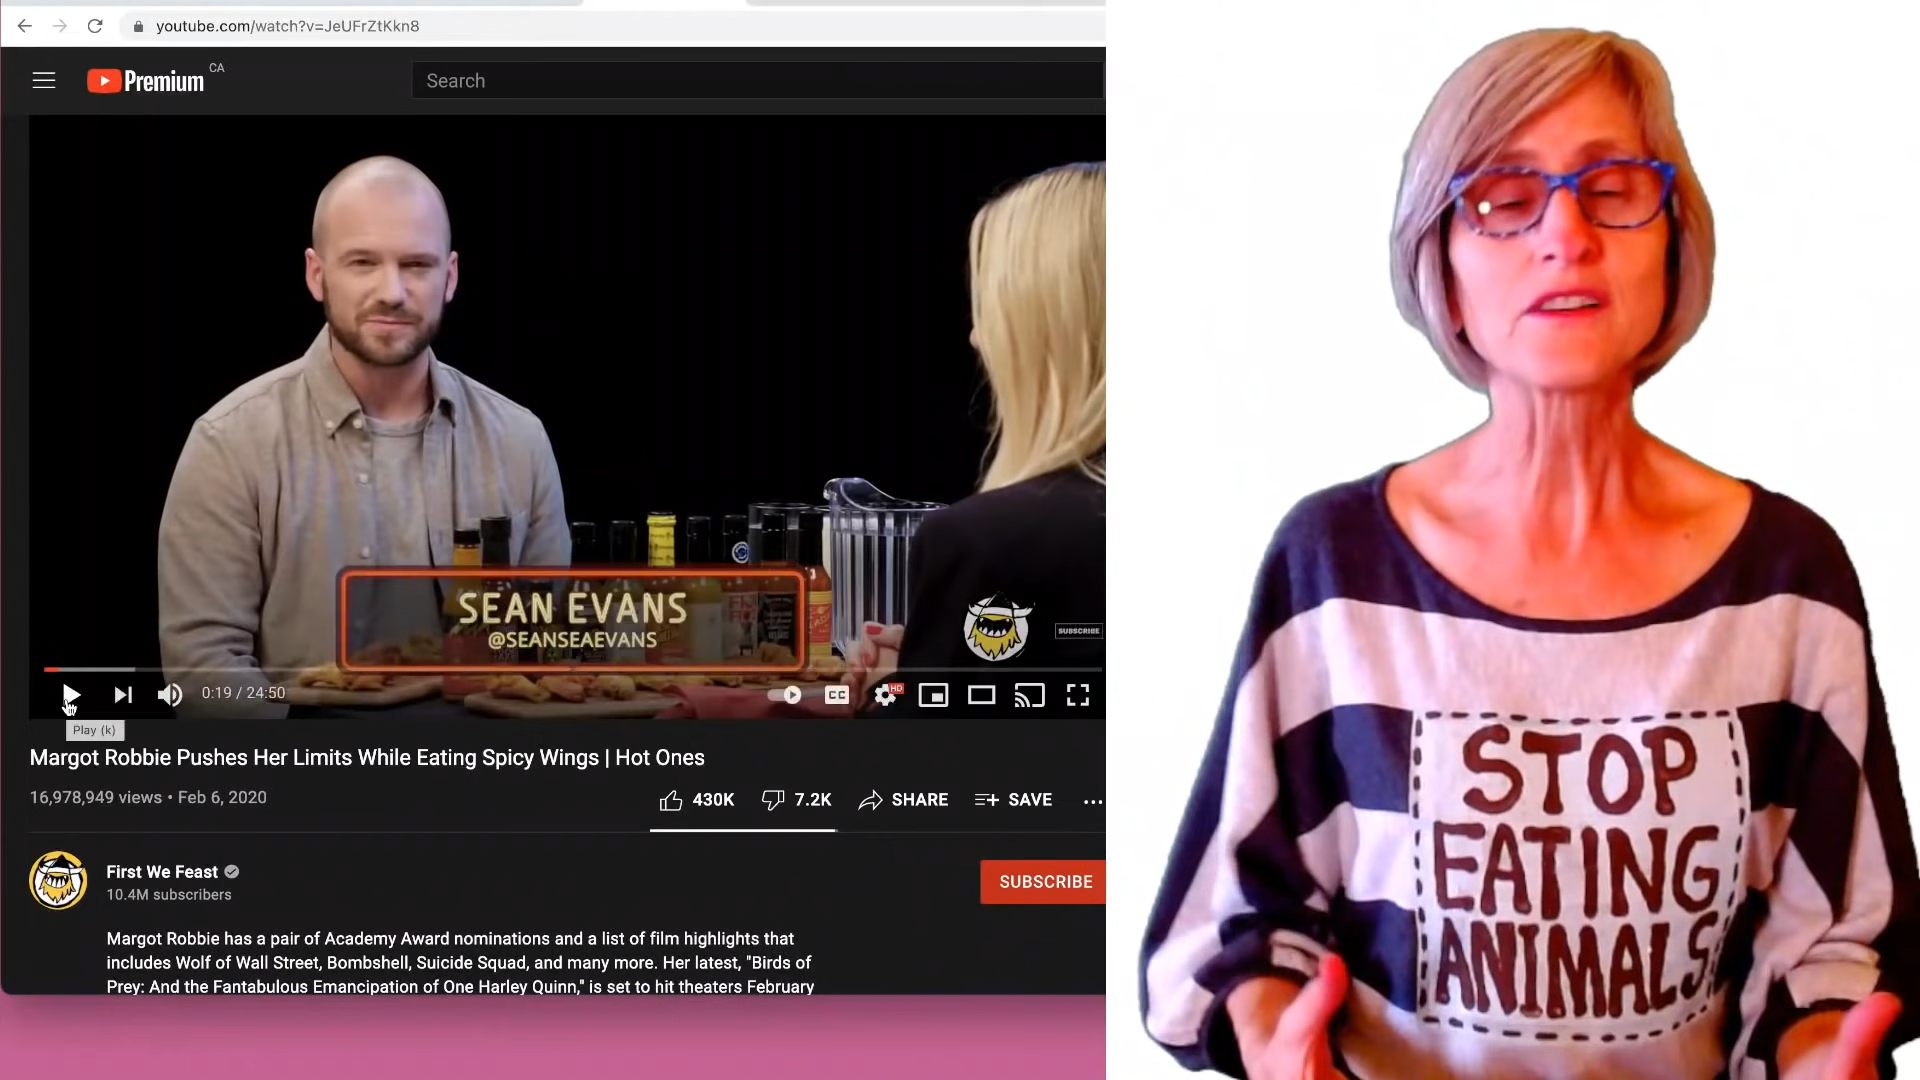 youtube.com/watch?v=JeUFrZtKkn8
Premium CA
Search
SEAN EVANS
@SEANSEAEVANS
SUBSCRIBE
0:19 / 24:50
CC
HD
Play (k)
Margot Robbie Pushes Her Limits While Eating Spicy Wings | Hot Ones
16,978,949 views • Feb 6, 2020
430K 7.2K SHARE SAVE
First We Feast
10.4M subscribers
SUBSCRIBE
Margot Robbie has a pair of Academy Award nominations and a list of film highlights that
includes Wolf of Wall Street, Bombshell, Suicide Squad, and many more. Her latest, "Birds of
Prey: And the Fantabulous Emancipation of One Harley Quinn," is set to hit theaters February
STOP
EATING
ANIMALS